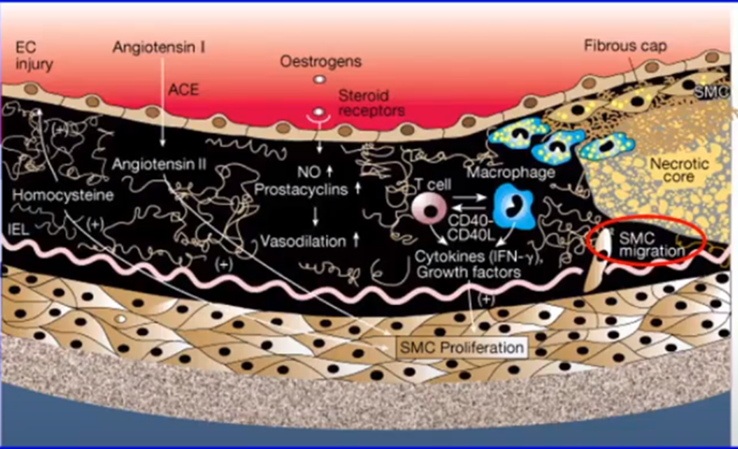 EC
injury
Angiotensin I
ACE
Oestrogens
Steroid
receptors
Fibrous cap
SMC
(+)
Angiotensin II
Homocysteine
NO ↑
Prostacyclins ↑
T cell
Macrophage
Necrotic
core
IEL
(+)
(+)
Vasodilation ↑
CD40-
CD40L
Cytokines (IFN-γ),
Growth factors
(+)
SMC
migration
SMC Proliferation